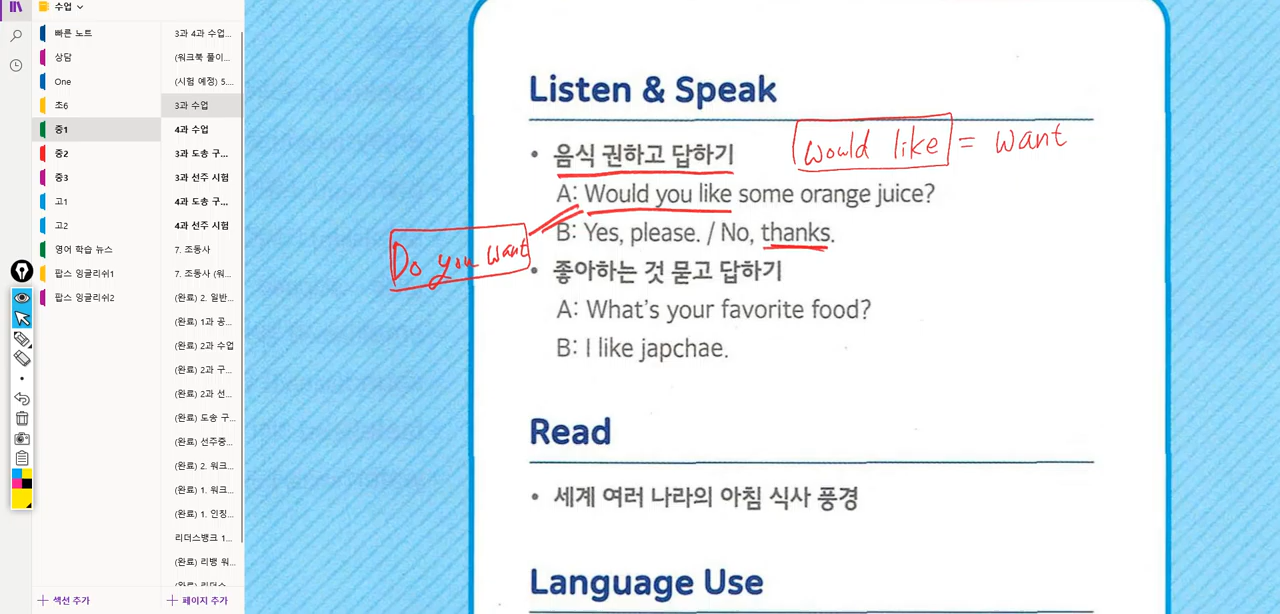 수업
빠른 노트
상담
One
초6
중1
중2
중3
고1
고2
영어 학습 뉴스
팝스 잉글리쉬1
팝스 잉글리쉬2
섹션 추가
3과 4과 수업...
(워크북 풀이...
(시험 예정) 5....
3과 수업
4과 수업
3과 도송 구...
3과 선주 시험
4과 도송 구...
4과 선주 시험
7. 조동사
7. 조동사 (워...
(완료) 2. 일반...
(완료) 1과 공...
(완료) 2과 수업
(완료) 2과 구...
(완료) 2과 선...
(완료) 도송 구...
(완료) 선주중...
(완료) 2. 워크...
(완료) 1. 워크...
(완료) 1. 인칭...
리더스뱅크 1...
(완료) 리뱅 워...
페이지 추가
Listen & Speak
would like = want
• 음식 권하고 답하기
A: Would you like some orange juice?
B: Yes, please. / No, thanks.
Do you want
• 좋아하는 것 묻고 답하기
A: What's your favorite food?
B: I like japchae.
Read
• 세계 여러 나라의 아침 식사 풍경
Language Use